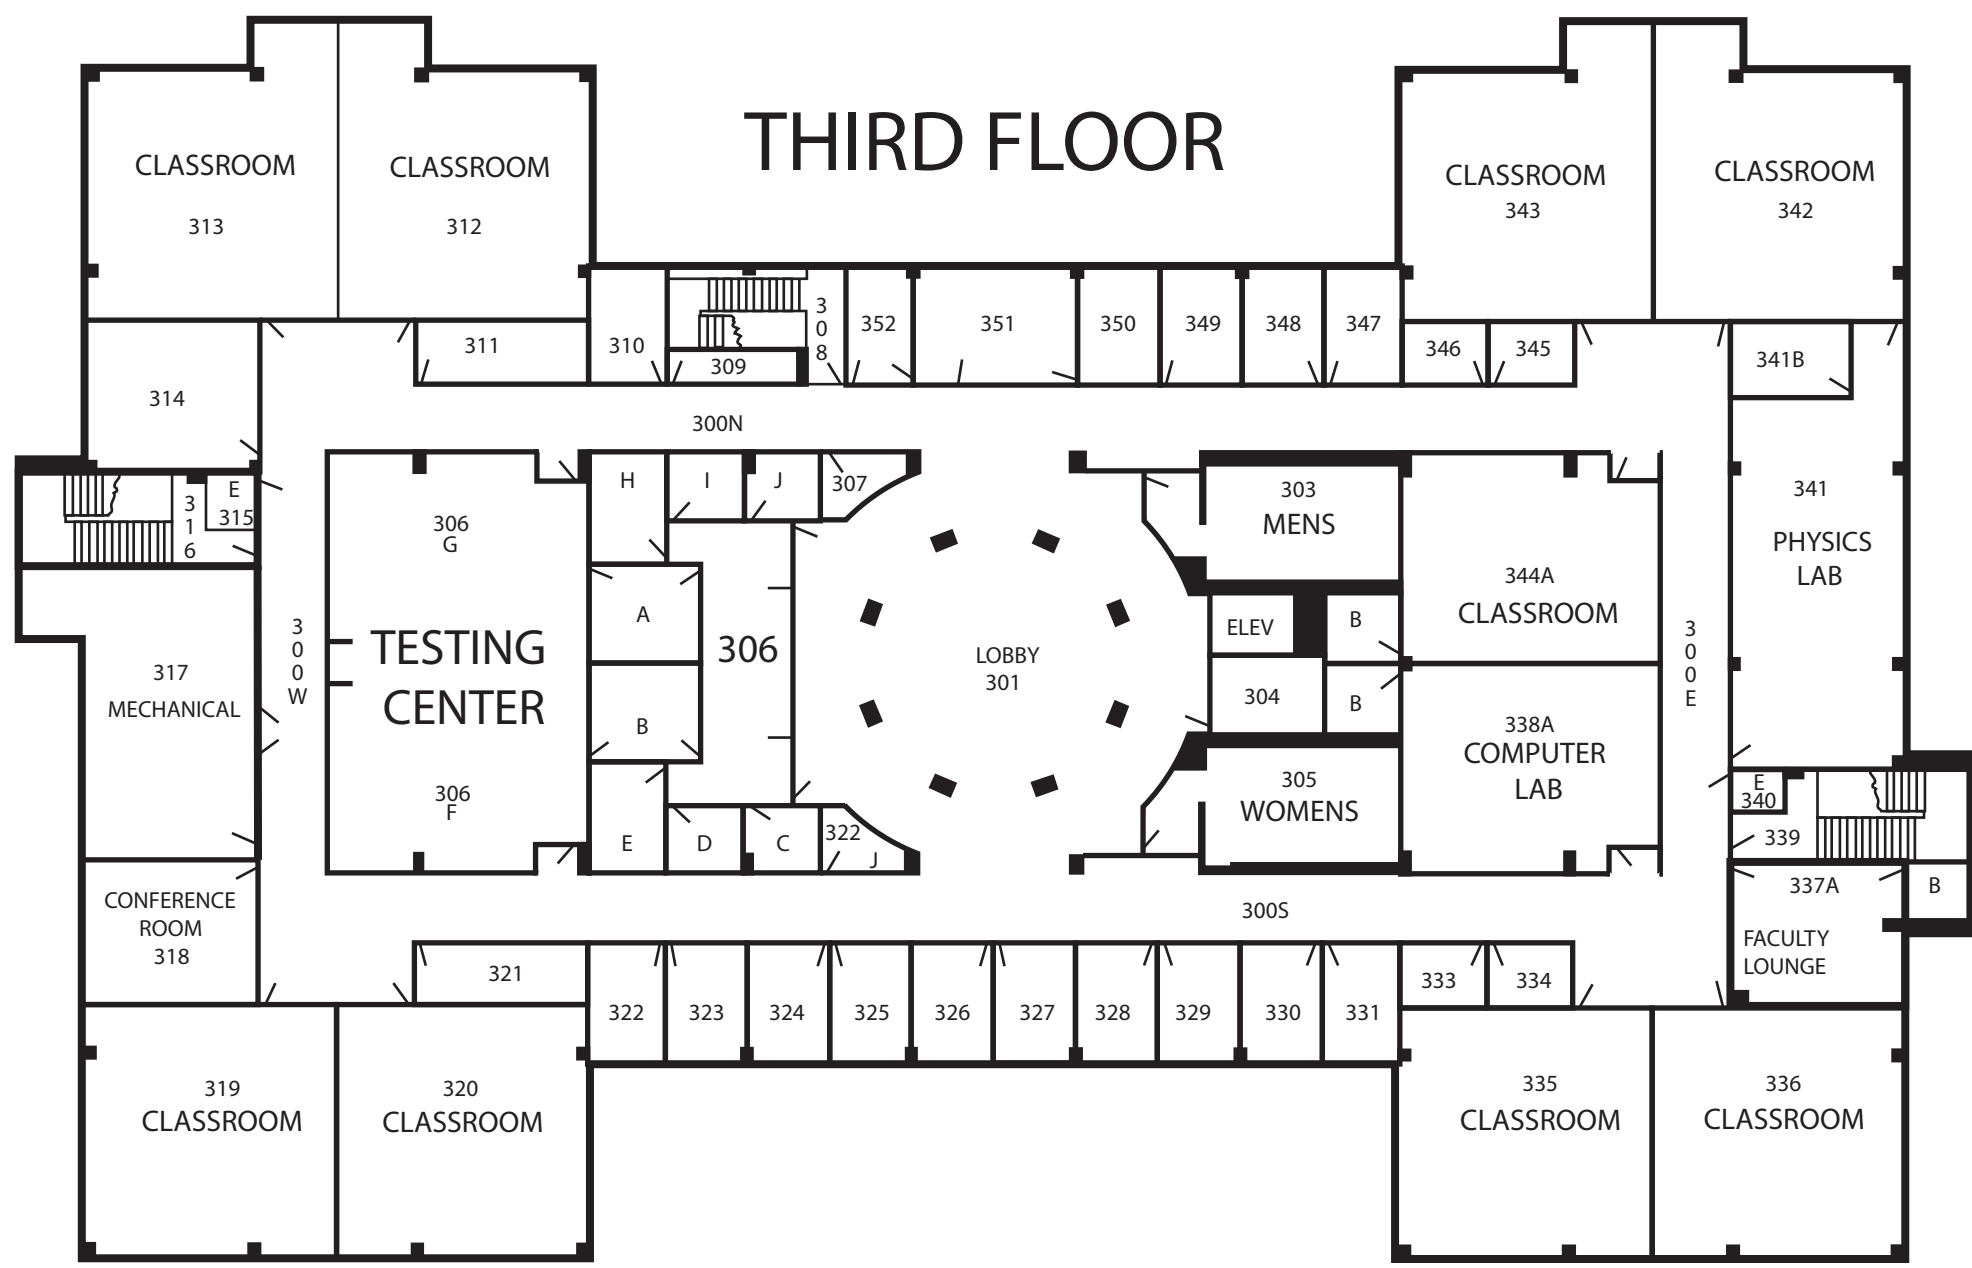 THIRD FLOOR
CLASSROOM
313
CLASSROOM
312
CLASSROOM
343
CLASSROOM
342
311
310
309
3
0
8
352
351
350
349
348
347
346
345
341B
314
300N
E
315
3
1
6
306
G
H
I
J
307
303
MENS
344A
CLASSROOM
341
PHYSICS
LAB
A
B
306
TESTING
CENTER
LOBBY
301
ELEV
B
304
B
3
0
0
W
3
0
0
E
317
MECHANICAL
338A
COMPUTER
LAB
305
WOMENS
306
F
E
D
C
322
J
E
340
339
CONFERENCE
ROOM
318
300S
337A
B
FACULTY
LOUNGE
321
322
323
324
325
326
327
328
329
330
331
333
334
319
CLASSROOM
320
CLASSROOM
335
CLASSROOM
336
CLASSROOM